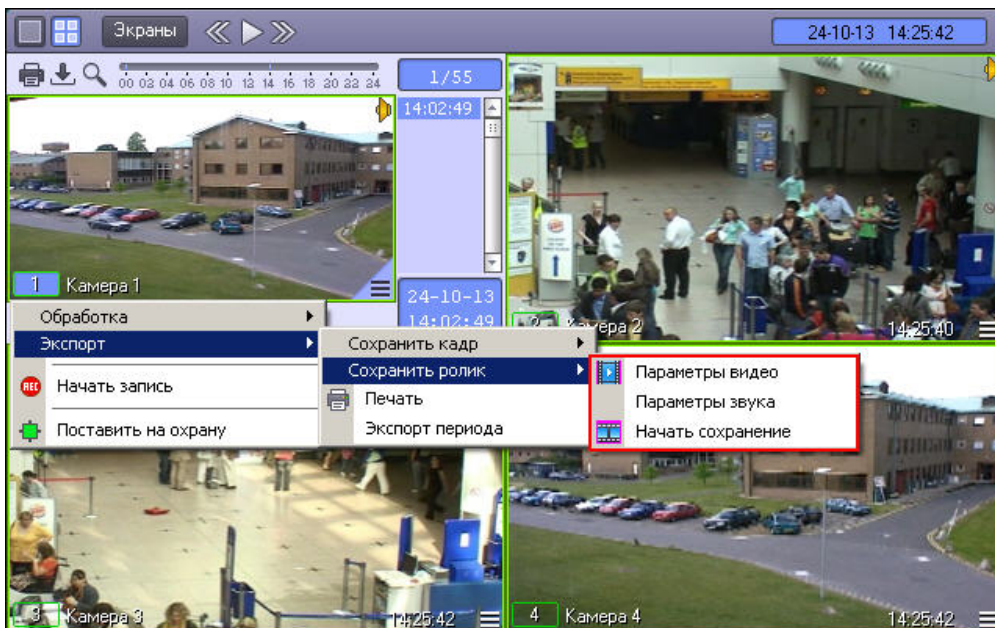 Экраны
24-10-13 14:25:42
00 02 04 06 08 10 12 14 16 18 20 22 24
1/55
14:02:49
1 Камера 1
24-10-13
14:02:49
2 Камера 2
14:25:40
Обработка
Экспорт
Начать запись
REC
Поставить на охрану
Сохранить кадр
Сохранить ролик
Печать
Экспорт периода
Параметры видео
Параметры звука
Начать сохранение
3 Камера 3
14:25:42
4 Камера 4
14:25:42